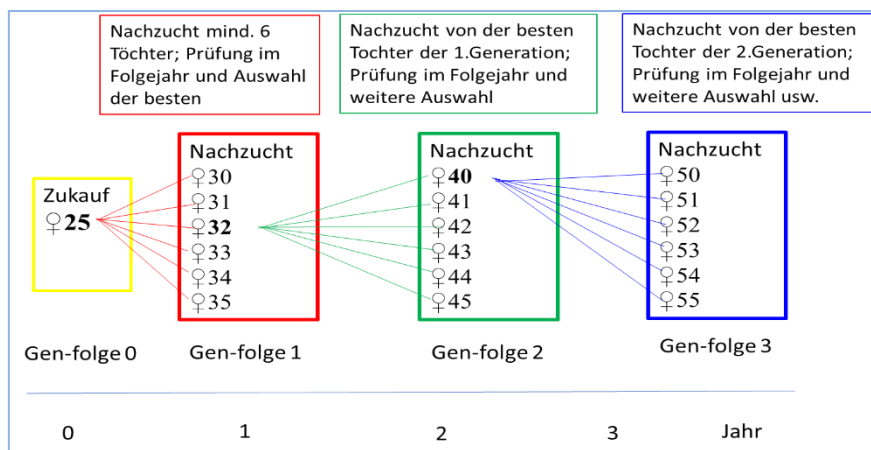 Nachzucht mind. 6
Töchter; Prüfung im
Folgejahr und Auswahl
der besten
Nachzucht von der besten
Tochter der 1.Generation;
Prüfung im Folgejahr und
weitere Auswahl
Nachzucht von der besten
Tochter der 2.Generation;
Prüfung im Folgejahr und
weitere Auswahl usw.
Zukauf
♀25
Nachzucht
♀30
♀31
♀32
♀33
♀34
♀35
Nachzucht
♀40
♀41
♀42
♀43
♀44
♀45
Nachzucht
♀50
♀51
♀52
♀53
♀54
♀55
Gen-folge 0
Gen-folge 1
Gen-folge 2
Gen-folge 3
0 1 2 3 Jahr